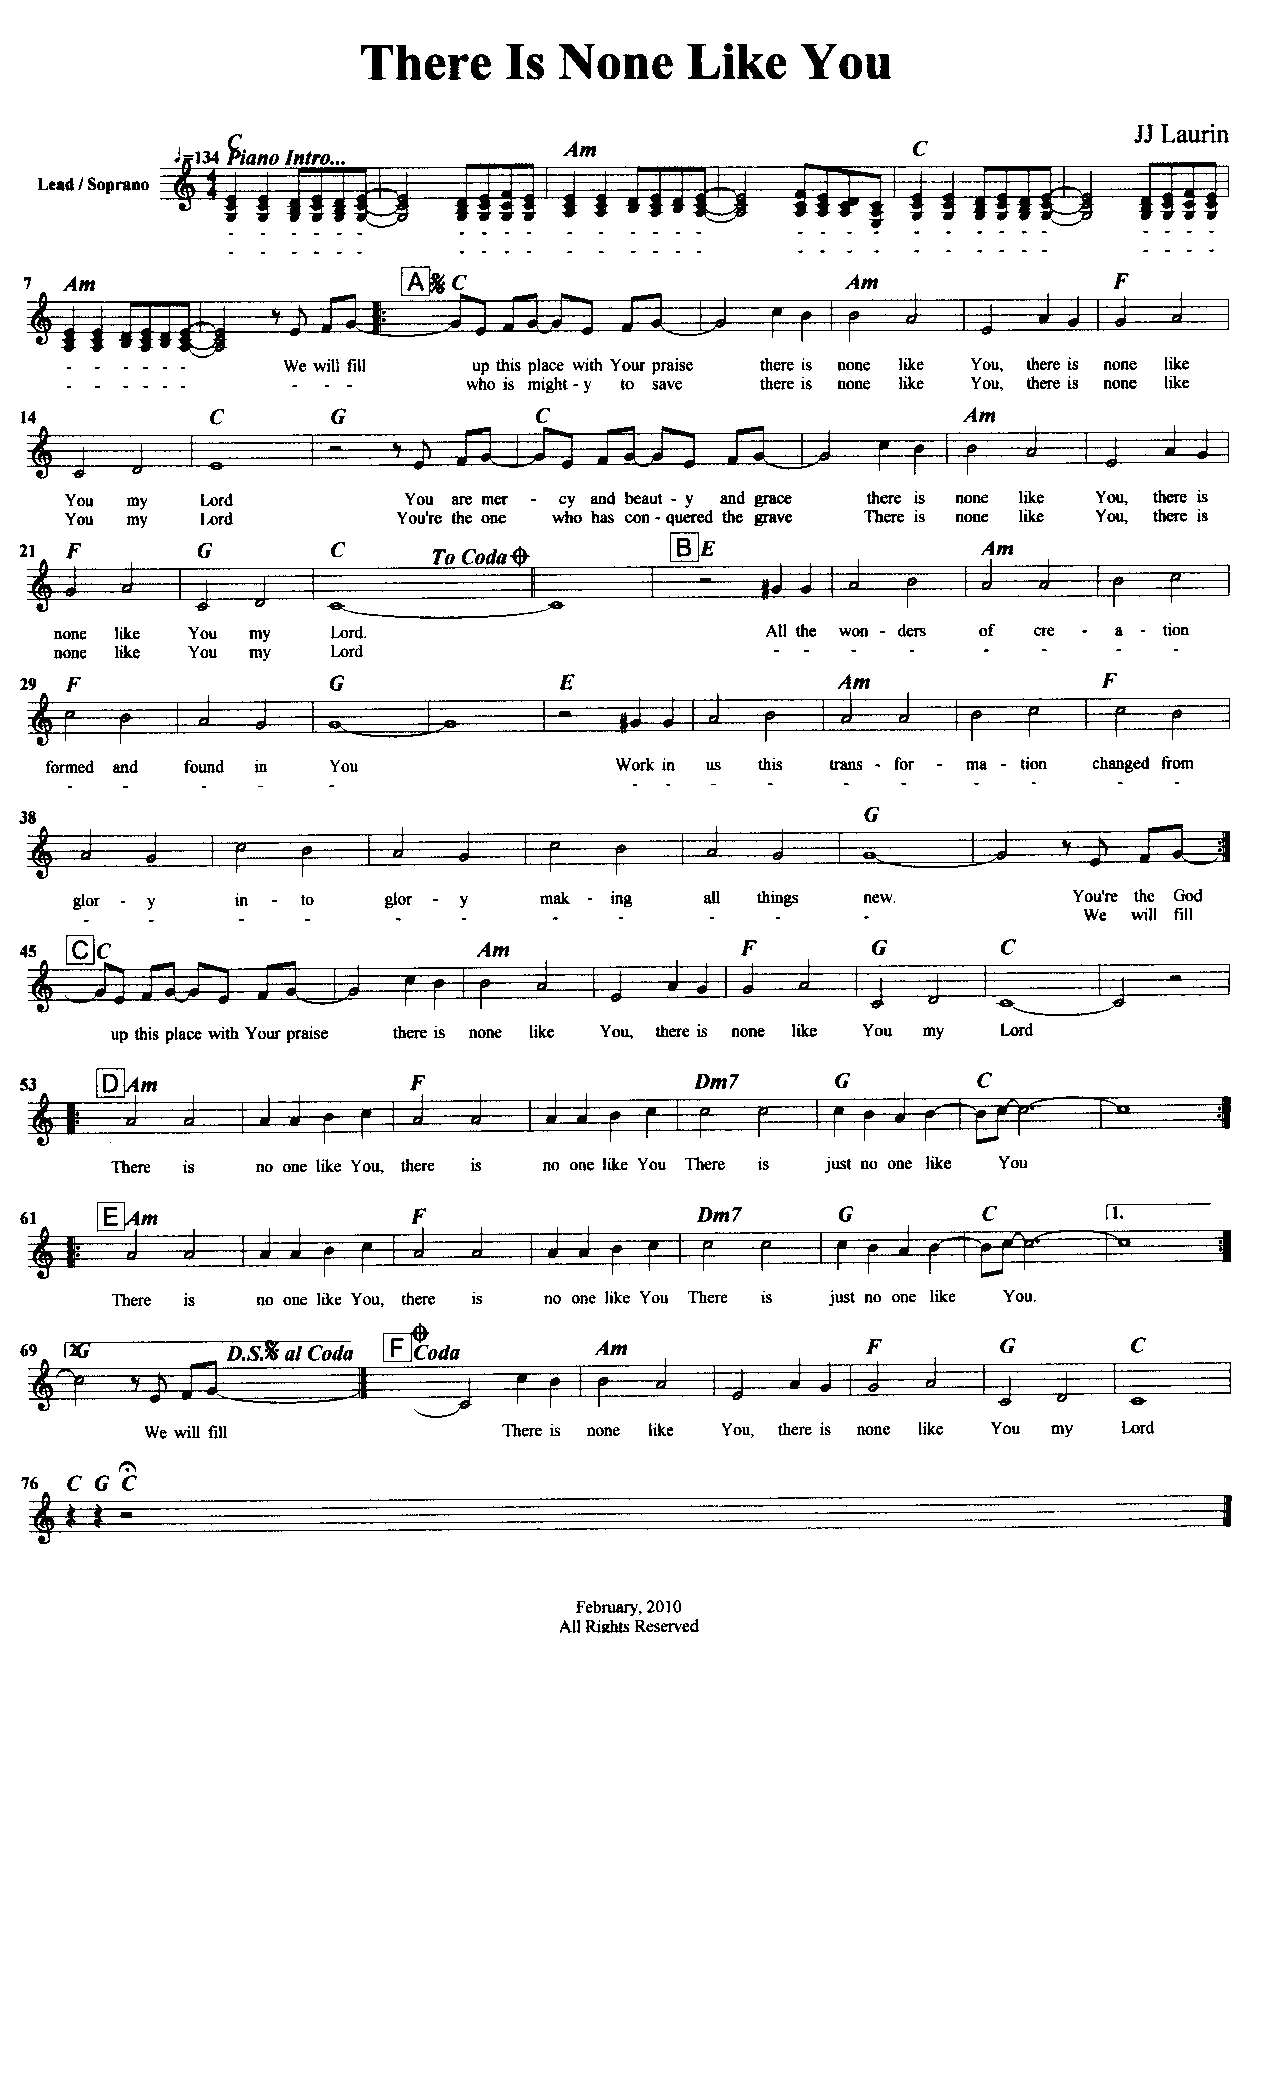 There Is None Like You
JJ Laurin
♩=134 Piano Intro...
C Am C
Lead / Soprano
7 Am A C Am F
We will fill up this place with Your praise there is none like You, there is none like
who is might - y to save there is none like You, there is none like
14 C G C Am
You my Lord You are mer - cy and beaut - y and grace there is none like You, there is
You my Lord You're the one who has con - quered the grave There is none like You, there is
21 F G C To Coda B E Am
none like You my Lord. All the won - ders of cre - a - tion
none like You my Lord
29 F G E Am F
formed and found in You Work in us this trans - for - ma - tion changed from
38 G
glor - y in - to glor - y mak - ing all things new. You're the God
We will fill
45 C C Am F G C
up this place with Your praise there is none like You, there is none like You my Lord
53 D Am F Dm7 G C
There is no one like You, there is no one like You There is just no one like You
61 E Am F Dm7 G C 1.
There is no one like You, there is no one like You There is just no one like You.
69 2. G D.S. al Coda F Coda Am F G C
We will fill There is none like You, there is none like You my Lord
76 C G C
February, 2010
All Rights Reserved